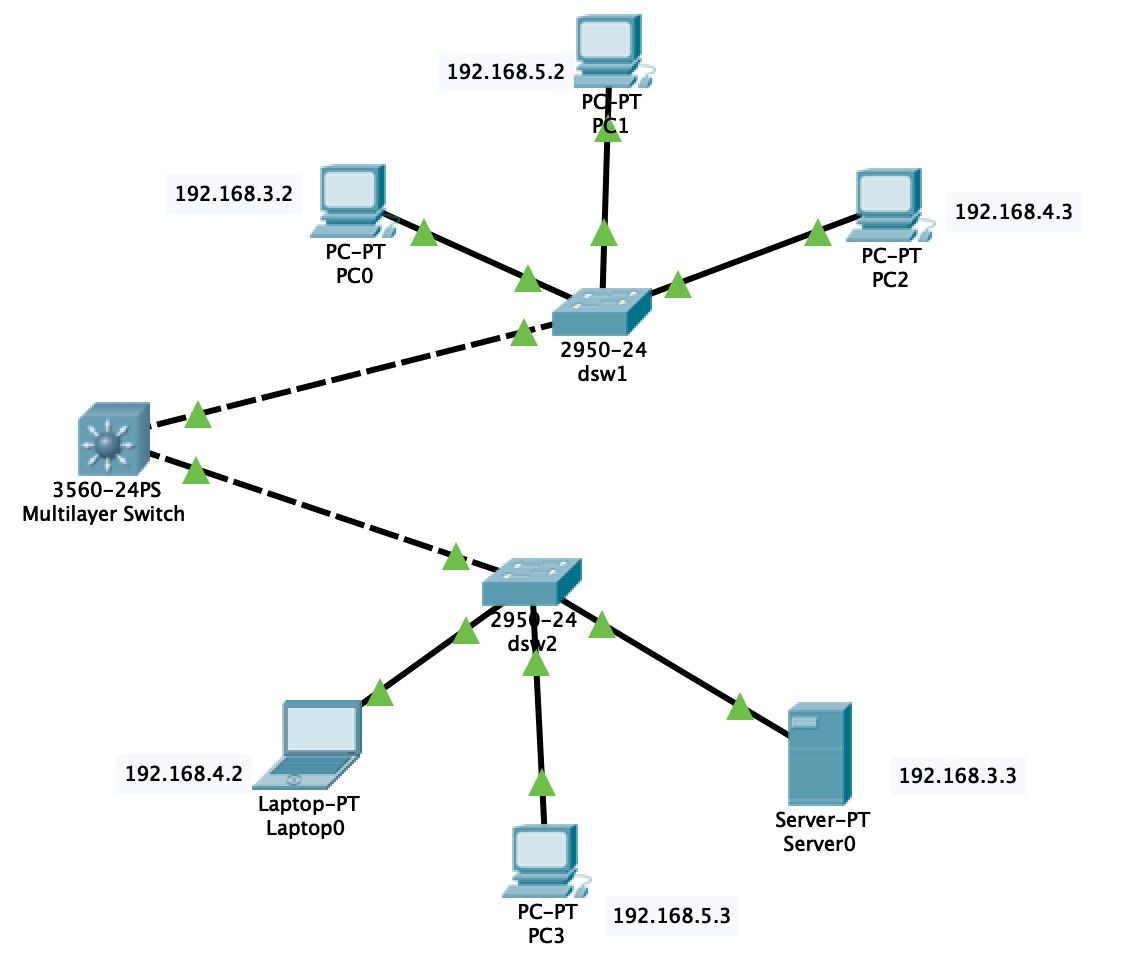 192.168.5.2
PC-PT
PC1
192.168.3.2
PC-PT
PC0
192.168.4.3
PC-PT
PC2
2950-24
dsw1
3560-24PS
Multilayer Switch
2950-24
dsw2
192.168.4.2
Laptop-PT
Laptop0
192.168.3.3
Server-PT
Server0
PC-PT
PC3
192.168.5.3